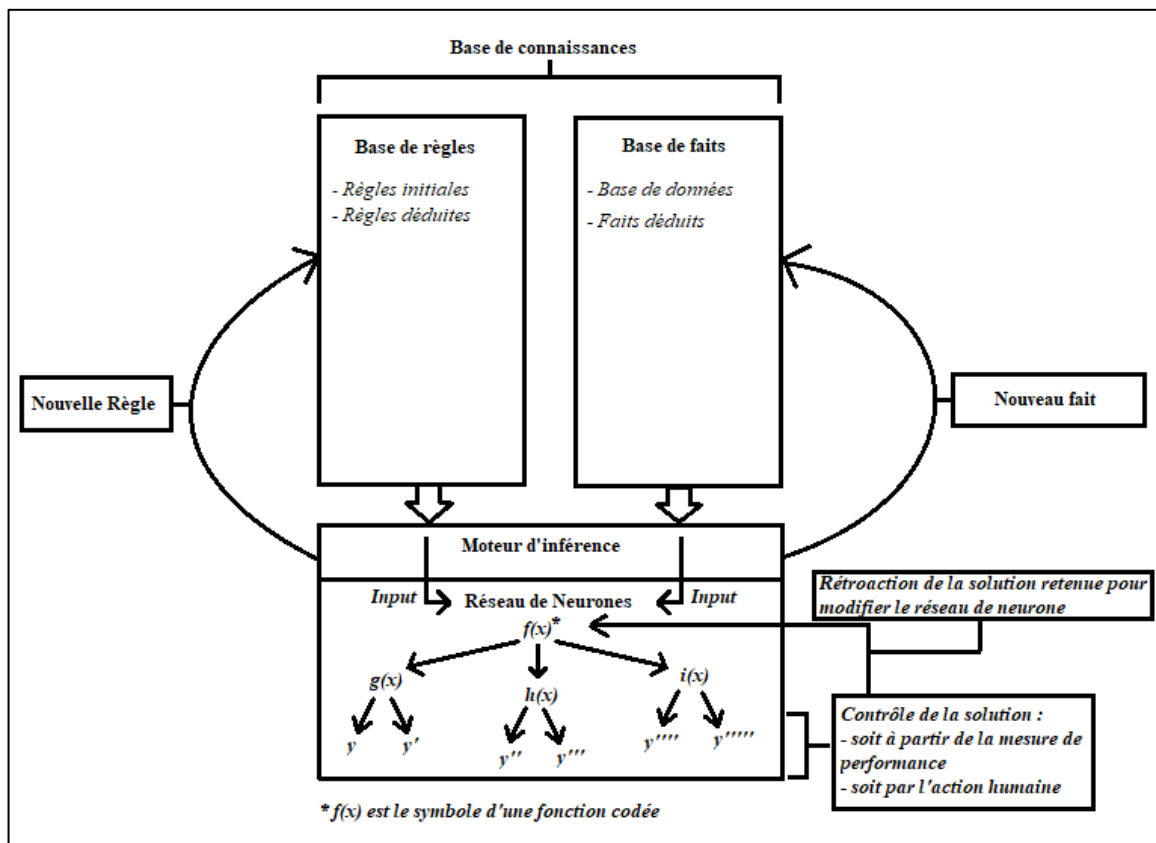 Base de connaissances
Base de règles
- Règles initiales
- Règles déduites
Base de faits
- Base de données
- Faits déduits
Nouvelle Règle
Nouveau fait
Moteur d'inférence
Input
Réseau de Neurones
Input
f(x)*
g(x)
h(x)
i(x)
y
y'
y''
y'''
y''''
y'''''
Rétroaction de la solution retenue pour
modifier le réseau de neurone
Contrôle de la solution :
- soit à partir de la mesure de
performance
- soit par l'action humaine
* f(x) est le symbole d'une fonction codée